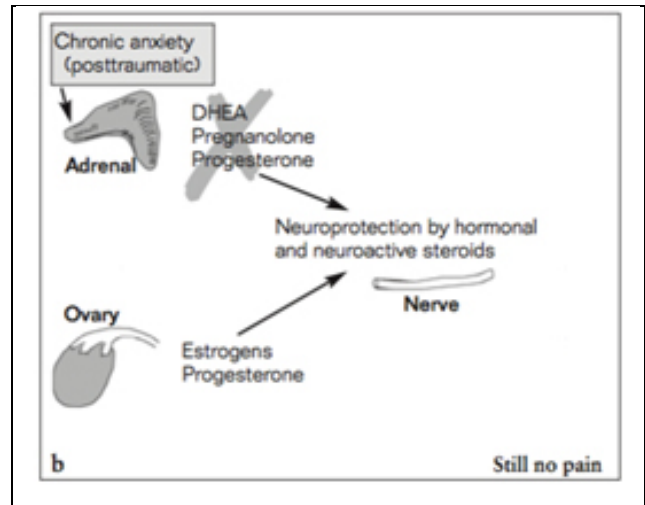 Chronic anxiety
(posttraumatic)
DHEA
Pregnanolone
Progesterone
Adrenal
Neuroprotection by hormonal
and neuroactive steroids
Nerve
Ovary
Estrogens
Progesterone
b
Still no pain